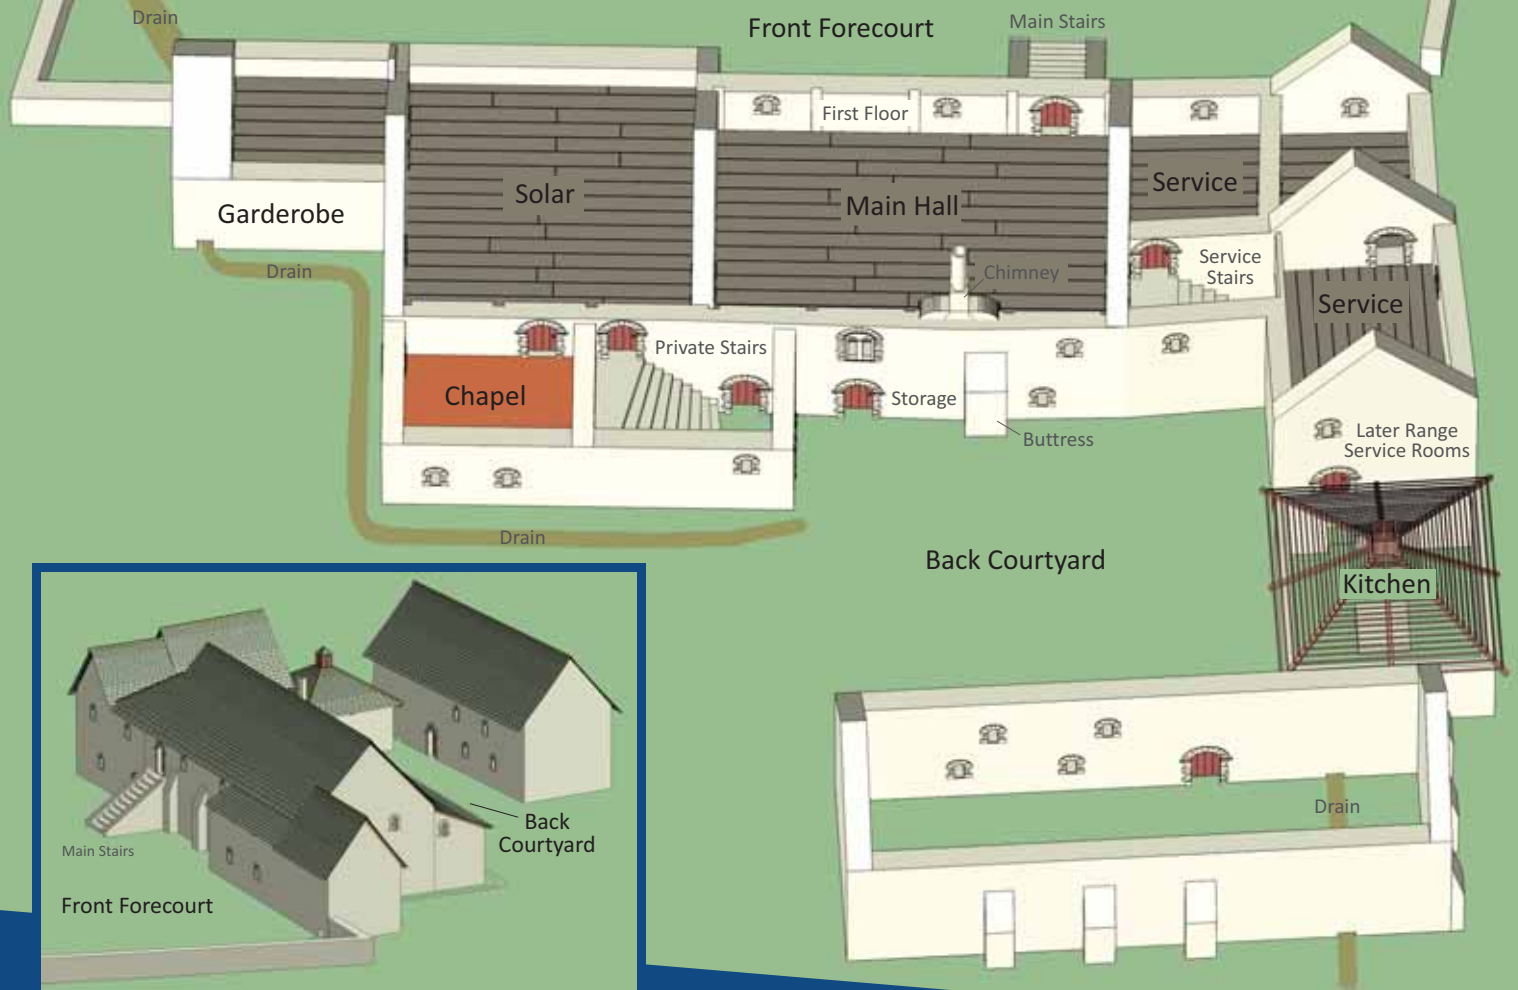 Drain
Front Forecourt
Main Stairs
First Floor
Solar
Main Hall
Service
Garderobe
Drain
Chimney
Service
Stairs
Service
Private Stairs
Chapel
Storage
Buttress
Later Range
Service Rooms
Drain
Back Courtyard
Kitchen
Drain
Back
Courtyard
Main Stairs
Front Forecourt